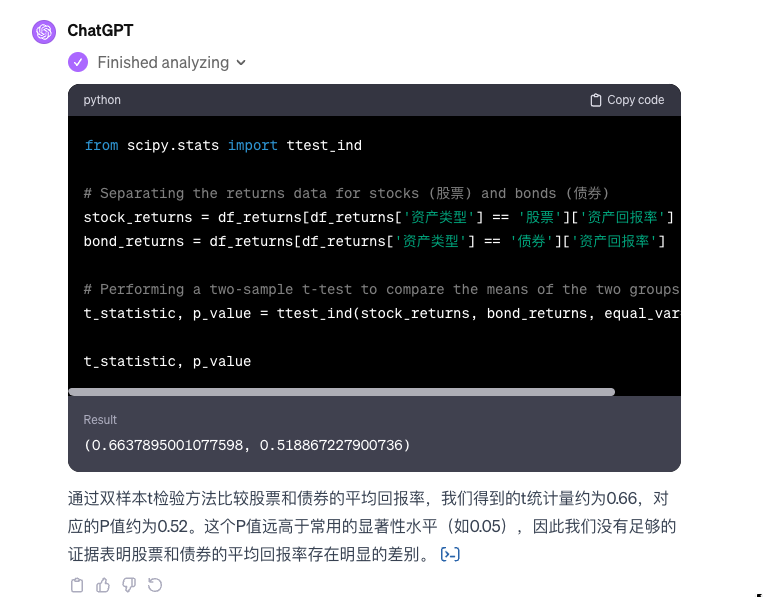 ChatGPT
Finished analyzing
python
Copy code
from scipy.stats import ttest_ind
# Separating the returns data for stocks (股票) and bonds (债券)
stock_returns = df_returns[df_returns['资产类型'] == '股票']['资产回报率']
bond_returns = df_returns[df_returns['资产类型'] == '债券']['资产回报率']
# Performing a two-sample t-test to compare the means of the two groups
t_statistic, p_value = ttest_ind(stock_returns, bond_returns, equal_var
t_statistic, p_value
Result
(0.6637895001077598, 0.518867227900736)
通过双样本t检验方法比较股票和债券的平均回报率，我们得到的t统计量约为0.66，对
应的P值约为0.52。这个P值远高于常用的显著性水平（如0.05），因此我们没有足够的
证据表明股票和债券的平均回报率存在明显的差别。 [>-]